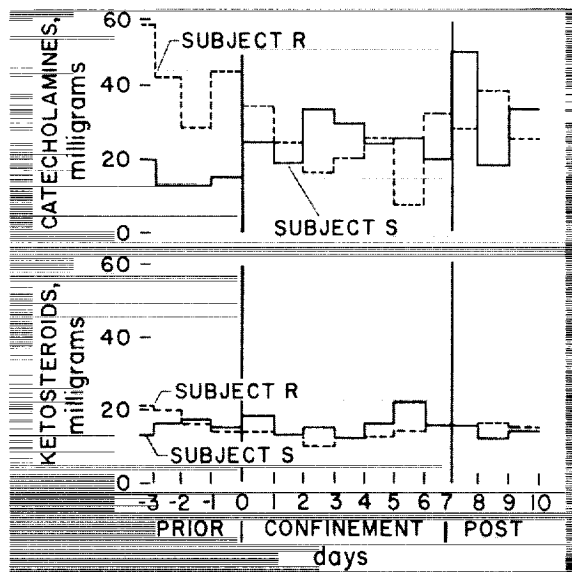 CATECHOLAMINES,
milligrams
60
40
20
0
SUBJECT R
SUBJECT S
KETOSTEROIDS,
milligrams
60
40
20
0
SUBJECT R
SUBJECT S
-3 -2 -1 0 1 2 3 4 5 6 7 8 9 10
PRIOR | CONFINEMENT | POST
days